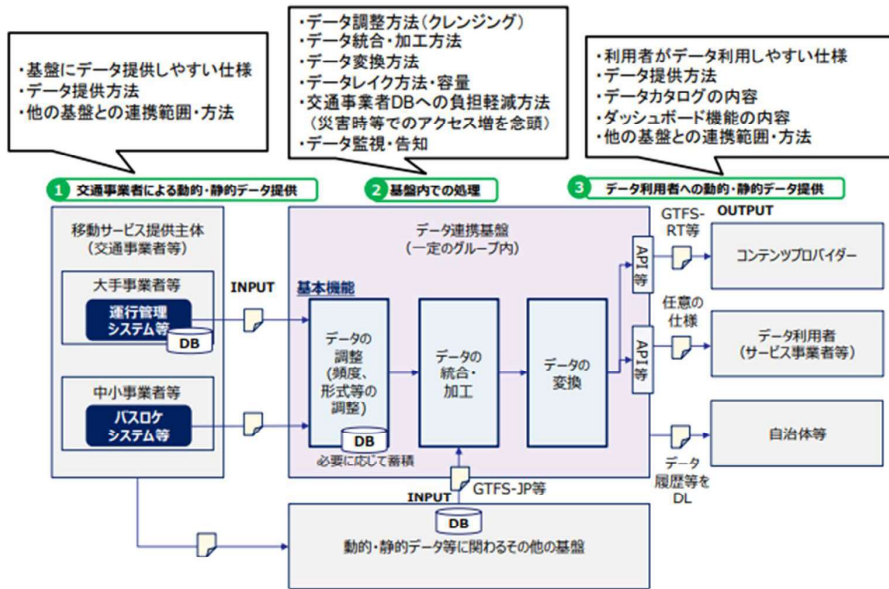 ・基盤にデータ提供しやすい仕様
・データ提供方法
・他の基盤との連携範囲・方法
・データ調整方法（クレンジング）
・データ統合・加工方法
・データ変換方法
・データレイク方法・容量
・交通事業者DBへの負担軽減方法
（災害時等でのアクセス増を念頭）
・データ監視・告知
・利用者がデータ利用しやすい仕様
・データ提供方法
・データカタログの内容
・ダッシュボード機能の内容
・他の基盤との連携範囲・方法
1 交通事業者による動的・静的データ提供
2 基盤内での処理
3 データ利用者への動的・静的データ提供
移動サービス提供主体
（交通事業者等）
大手事業者等
運行管理
システム等
DB
中小事業者等
バスロケ
システム等
INPUT
データ連携基盤
（一定のグループ内）
基本機能
データの
調整
(頻度、
形式等の
調整)
DB
必要に応じて蓄積
データの
統合・
加工
データの
変換
API等
API等
GTFS-
RT等
OUTPUT
コンテンツプロバイダー
任意の
仕様
データ利用者
（サービス事業者等）
自治体等
データ
履歴等を
DL
GTFS-JP等
INPUT
DB
動的・静的データ等に関わるその他の基盤